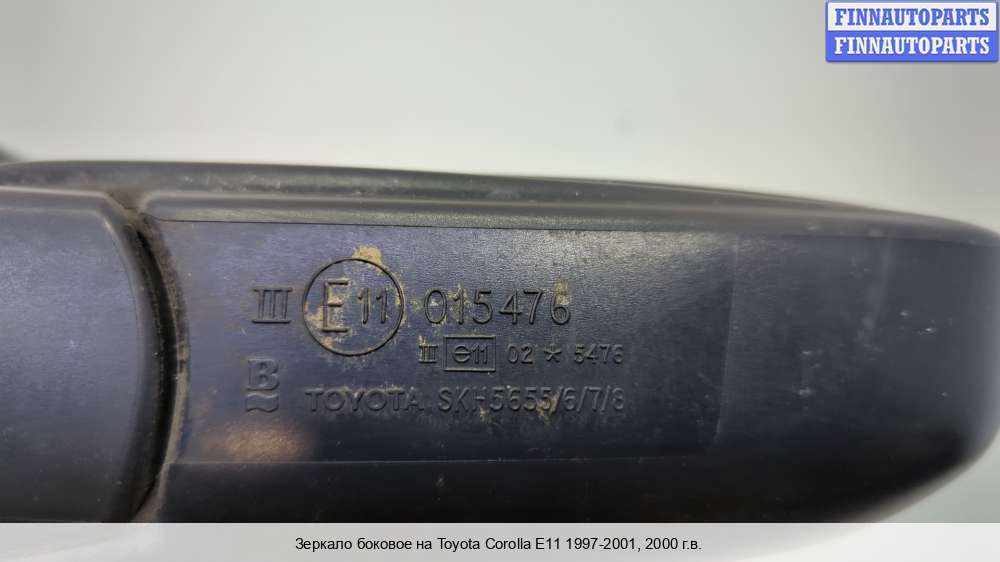 FINNAUTOPARTS
FINNAUTOPARTS
III E11 015476
II e11 02 * 5476
B
~
TOYOTA SKH5655/6/7/8
Зеркало боковое на Toyota Corolla E11 1997-2001, 2000 г.в.